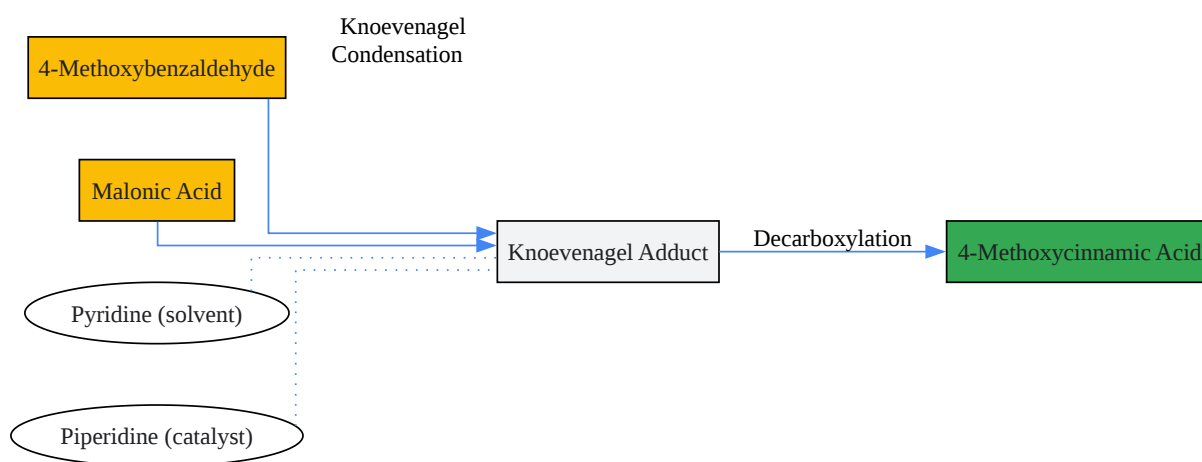 Knoevenagel
Condensation
4-Methoxybenzaldehyde
Malonic Acid
Knoevenagel Adduct
Decarboxylation
4-Methoxycinnamic Acid
Pyridine (solvent)
Piperidine (catalyst)